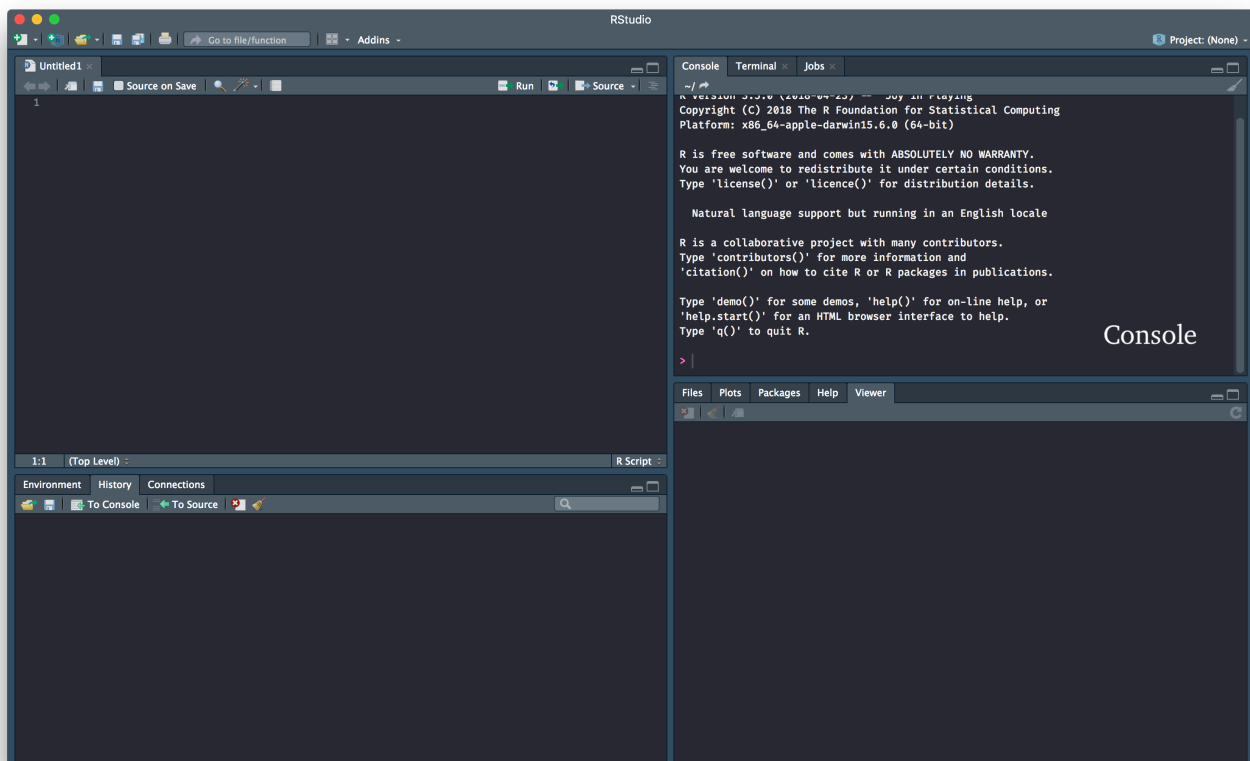 RStudio
Go to file/function
Addins
Project: (None)
Untitled1
Source on Save
Run
Source
1
1:1 (Top Level)
R Script
Console Terminal Jobs
~/
Copyright (C) 2018 The R Foundation for Statistical Computing
Platform: x86_64-apple-darwin15.6.0 (64-bit)
R is free software and comes with ABSOLUTELY NO WARRANTY.
You are welcome to redistribute it under certain conditions.
Type 'license()' or 'licence()' for distribution details.
Natural language support but running in an English locale
R is a collaborative project with many contributors.
Type 'contributors()' for more information and
'citation()' on how to cite R or R packages in publications.
Type 'demo()' for some demos, 'help()' for on-line help, or
'help.start()' for an HTML browser interface to help.
Type 'q()' to quit R.
Console
>
Environment History Connections
To Console To Source
Files Plots Packages Help Viewer